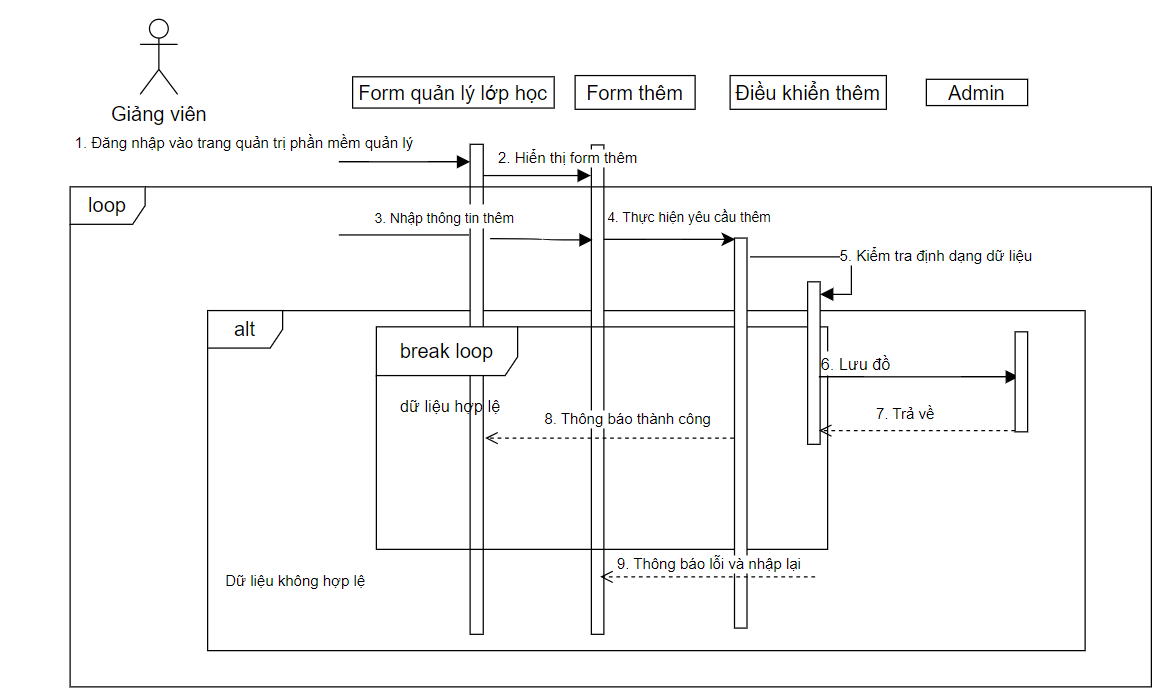 Giảng viên
Form quản lý lớp học
Form thêm
Điều khiển thêm
Admin
1. Đăng nhập vào trang quản trị phần mềm quản lý
2. Hiển thị form thêm
loop
3. Nhập thông tin thêm
4. Thực hiện yêu cầu thêm
5. Kiểm tra định dạng dữ liệu
alt
break loop
6. Lưu đồ
dữ liệu hợp lệ
7. Trả về
8. Thông báo thành công
9. Thông báo lỗi và nhập lại
Dữ liệu không hợp lệ